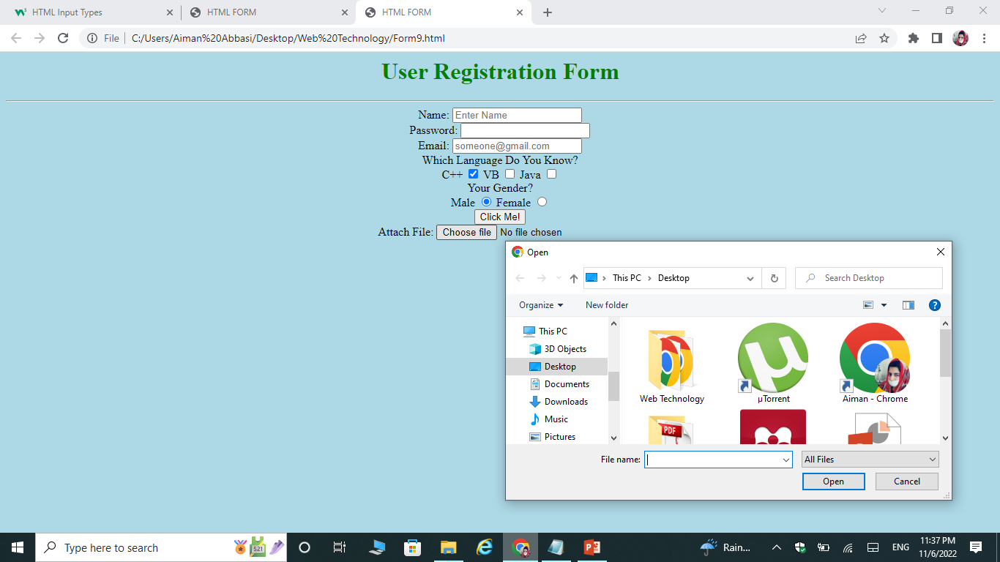 HTML Input Types
HTML FORM
HTML FORM
File
C:/Users/Aiman%20Abbasi/Desktop/Web%20Technology/Form9.html
User Registration Form
Name: Enter Name
Password:
Email: someone@gmail.com
Which Language Do You Know?
C++ VB Java
Your Gender?
Male Female
Click Me!
Attach File: Choose file No file chosen
Open
This PC Desktop
Search Desktop
Organize New folder
This PC
3D Objects
Desktop
Documents
Downloads
Music
Pictures
Web Technology
µTorrent
Aiman - Chrome
PDF
File name:
All Files
Open Cancel
Type here to search
521
Rain...
ENG
11:37 PM
11/6/2022